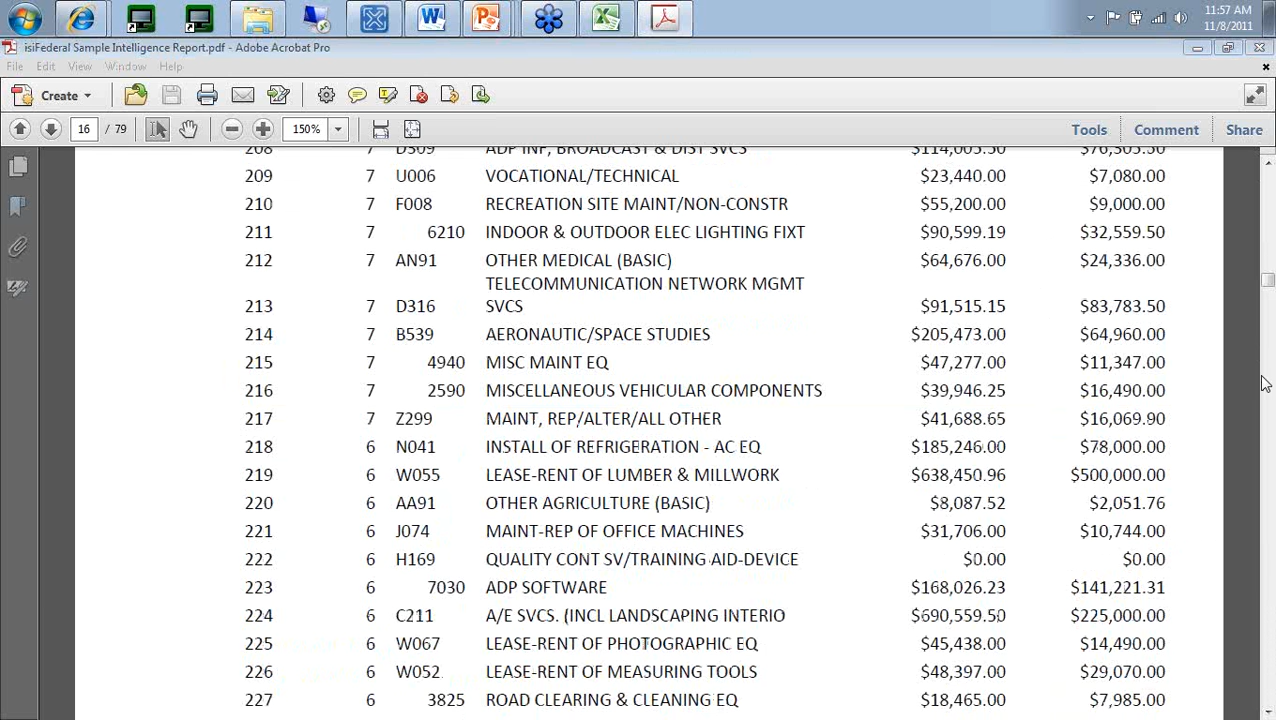 11:57 AM
11/8/2011
isiFederal Sample Intelligence Report.pdf - Adobe Acrobat Pro
File Edit View Window Help
Create
16 / 79 150% Tools Comment Share
208 7 D309 ADP INF, BROADCAST & DIST SVCS $114,005.50 $76,305.50
209 7 U006 VOCATIONAL/TECHNICAL $23,440.00 $7,080.00
210 7 F008 RECREATION SITE MAINT/NON-CONSTR $55,200.00 $9,000.00
211 7 6210 INDOOR & OUTDOOR ELEC LIGHTING FIXT $90,599.19 $32,559.50
212 7 AN91 OTHER MEDICAL (BASIC) $64,676.00 $24,336.00
TELECOMMUNICATION NETWORK MGMT
213 7 D316 SVCS $91,515.15 $83,783.50
214 7 B539 AERONAUTIC/SPACE STUDIES $205,473.00 $64,960.00
215 7 4940 MISC MAINT EQ $47,277.00 $11,347.00
216 7 2590 MISCELLANEOUS VEHICULAR COMPONENTS $39,946.25 $16,490.00
217 7 Z299 MAINT, REP/ALTER/ALL OTHER $41,688.65 $16,069.90
218 6 N041 INSTALL OF REFRIGERATION - AC EQ $185,246.00 $78,000.00
219 6 W055 LEASE-RENT OF LUMBER & MILLWORK $638,450.96 $500,000.00
220 6 AA91 OTHER AGRICULTURE (BASIC) $8,087.52 $2,051.76
221 6 J074 MAINT-REP OF OFFICE MACHINES $31,706.00 $10,744.00
222 6 H169 QUALITY CONT SV/TRAINING AID-DEVICE $0.00 $0.00
223 6 7030 ADP SOFTWARE $168,026.23 $141,221.31
224 6 C211 A/E SVCS. (INCL LANDSCAPING INTERIO $690,559.50 $225,000.00
225 6 W067 LEASE-RENT OF PHOTOGRAPHIC EQ $45,438.00 $14,490.00
226 6 W052 LEASE-RENT OF MEASURING TOOLS $48,397.00 $29,070.00
227 6 3825 ROAD CLEARING & CLEANING EQ $18,465.00 $7,985.00